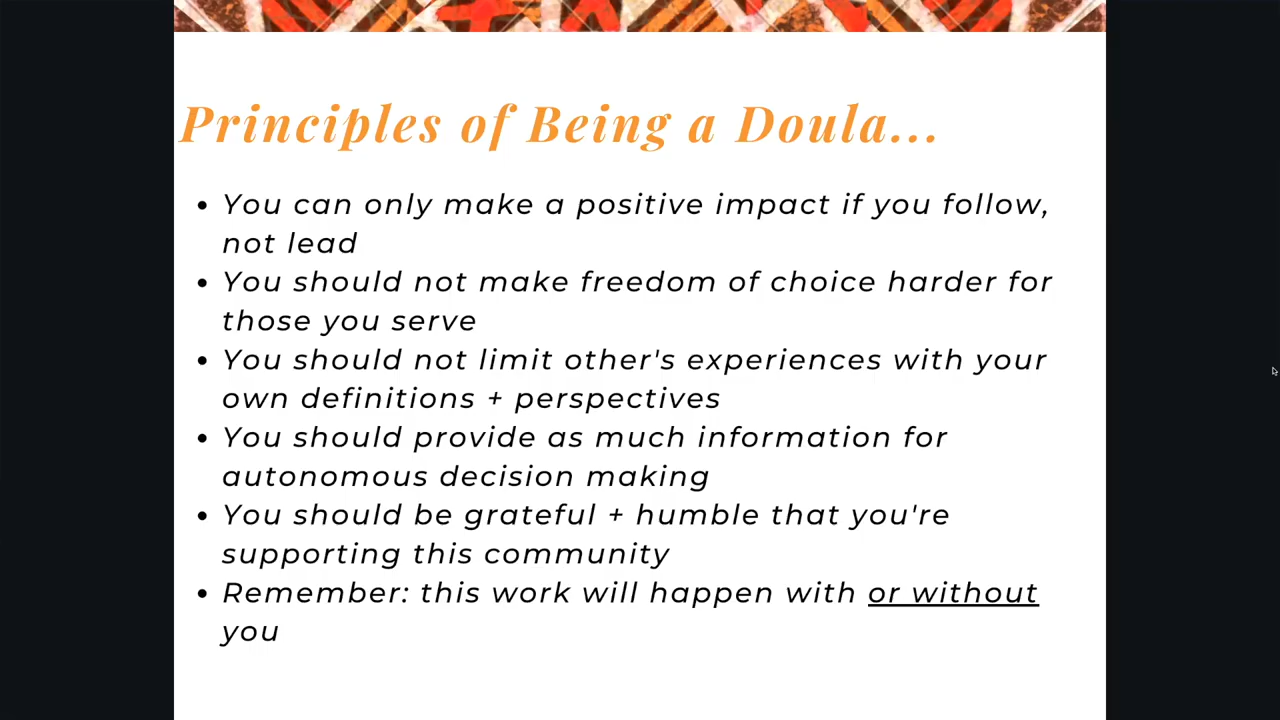 Principles of Being a Doula...
• You can only make a positive impact if you follow,
not lead
• You should not make freedom of choice harder for
those you serve
• You should not limit other's experiences with your
own definitions + perspectives
• You should provide as much information for
autonomous decision making
• You should be grateful + humble that you're
supporting this community
• Remember: this work will happen with or without
you